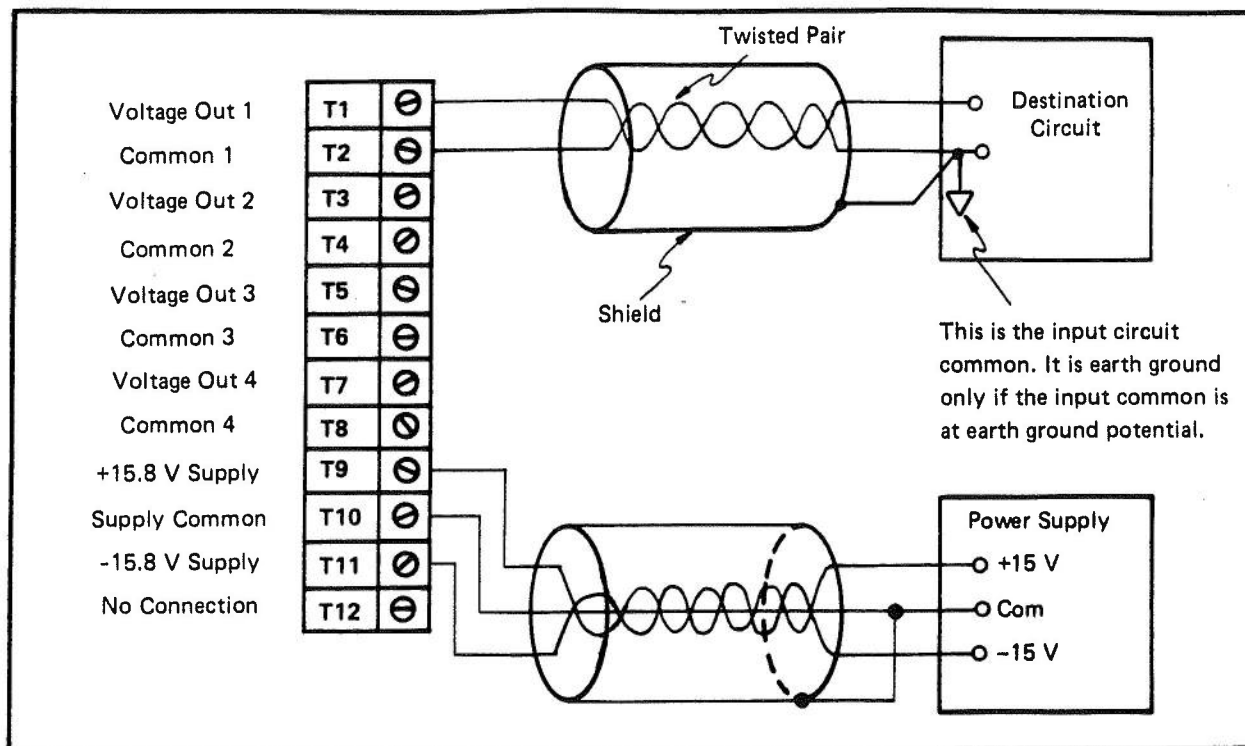 Twisted Pair
Destination
Circuit
Voltage Out 1 T1
Common 1 T2
Voltage Out 2 T3
Common 2 T4
Voltage Out 3 T5
Common 3 T6
Voltage Out 4 T7
Common 4 T8
+15.8 V Supply T9
Supply Common T10
-15.8 V Supply T11
No Connection T12
Shield
This is the input circuit
common. It is earth ground
only if the input common is
at earth ground potential.
Power Supply
+15 V
Com
-15 V